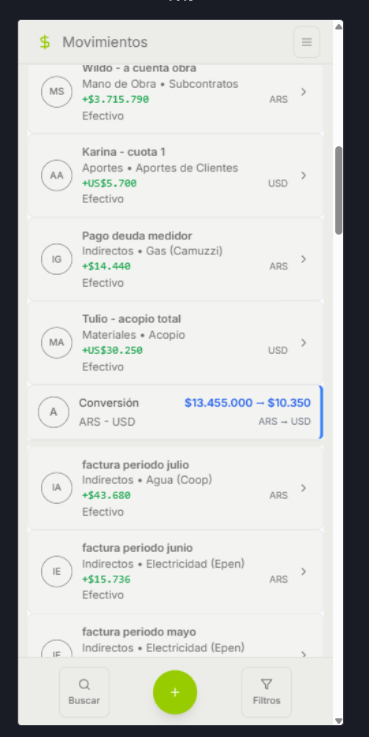 $ Movimientos
Wildo - a cuenta obra
MS
Mano de Obra • Subcontratos
+$3.715.790
ARS
Efectivo
Karina - cuota 1
AA
Aportes • Aportes de Clientes
+US$5.700
USD
Efectivo
Pago deuda medidor
IG
Indirectos • Gas (Camuzzi)
+$14.440
ARS
Efectivo
Tulio - acopio total
MA
Materiales • Acopio
+US$30.250
USD
Efectivo
A
Conversión
$13.455.000 → $10.350
ARS - USD
ARS → USD
factura periodo julio
IA
Indirectos • Agua (Coop)
+$43.680
ARS
Efectivo
factura periodo junio
IE
Indirectos • Electricidad (Epen)
+$15.736
ARS
Efectivo
factura periodo mayo
IE
Indirectos • Electricidad (Epen)
Buscar
+
Filtros